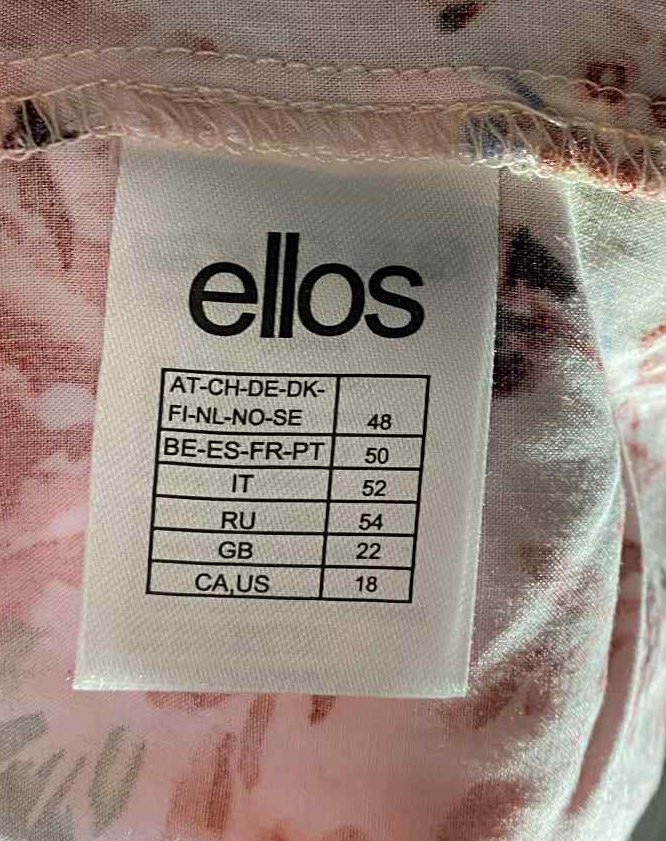 ellos
AT-CH-DE-DK-
FI-NL-NO-SE 48
BE-ES-FR-PT 50
IT 52
RU 54
GB 22
CA,US 18